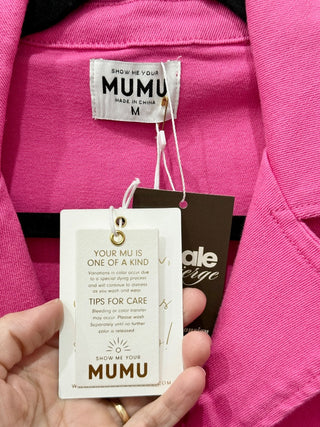 SHOW ME YOUR
MUMU
MADE IN CHINA
M
ale
erge
YOUR MU IS
ONE OF A KIND
Variations in color occur due
to a special dyeing process
and will continue to
as you wash and wear.
TIPS FOR CARE
Bleeding or color transfer
may occur. Please wash
Separately until no further
color is released.
SHOW ME YOUR
MUMU